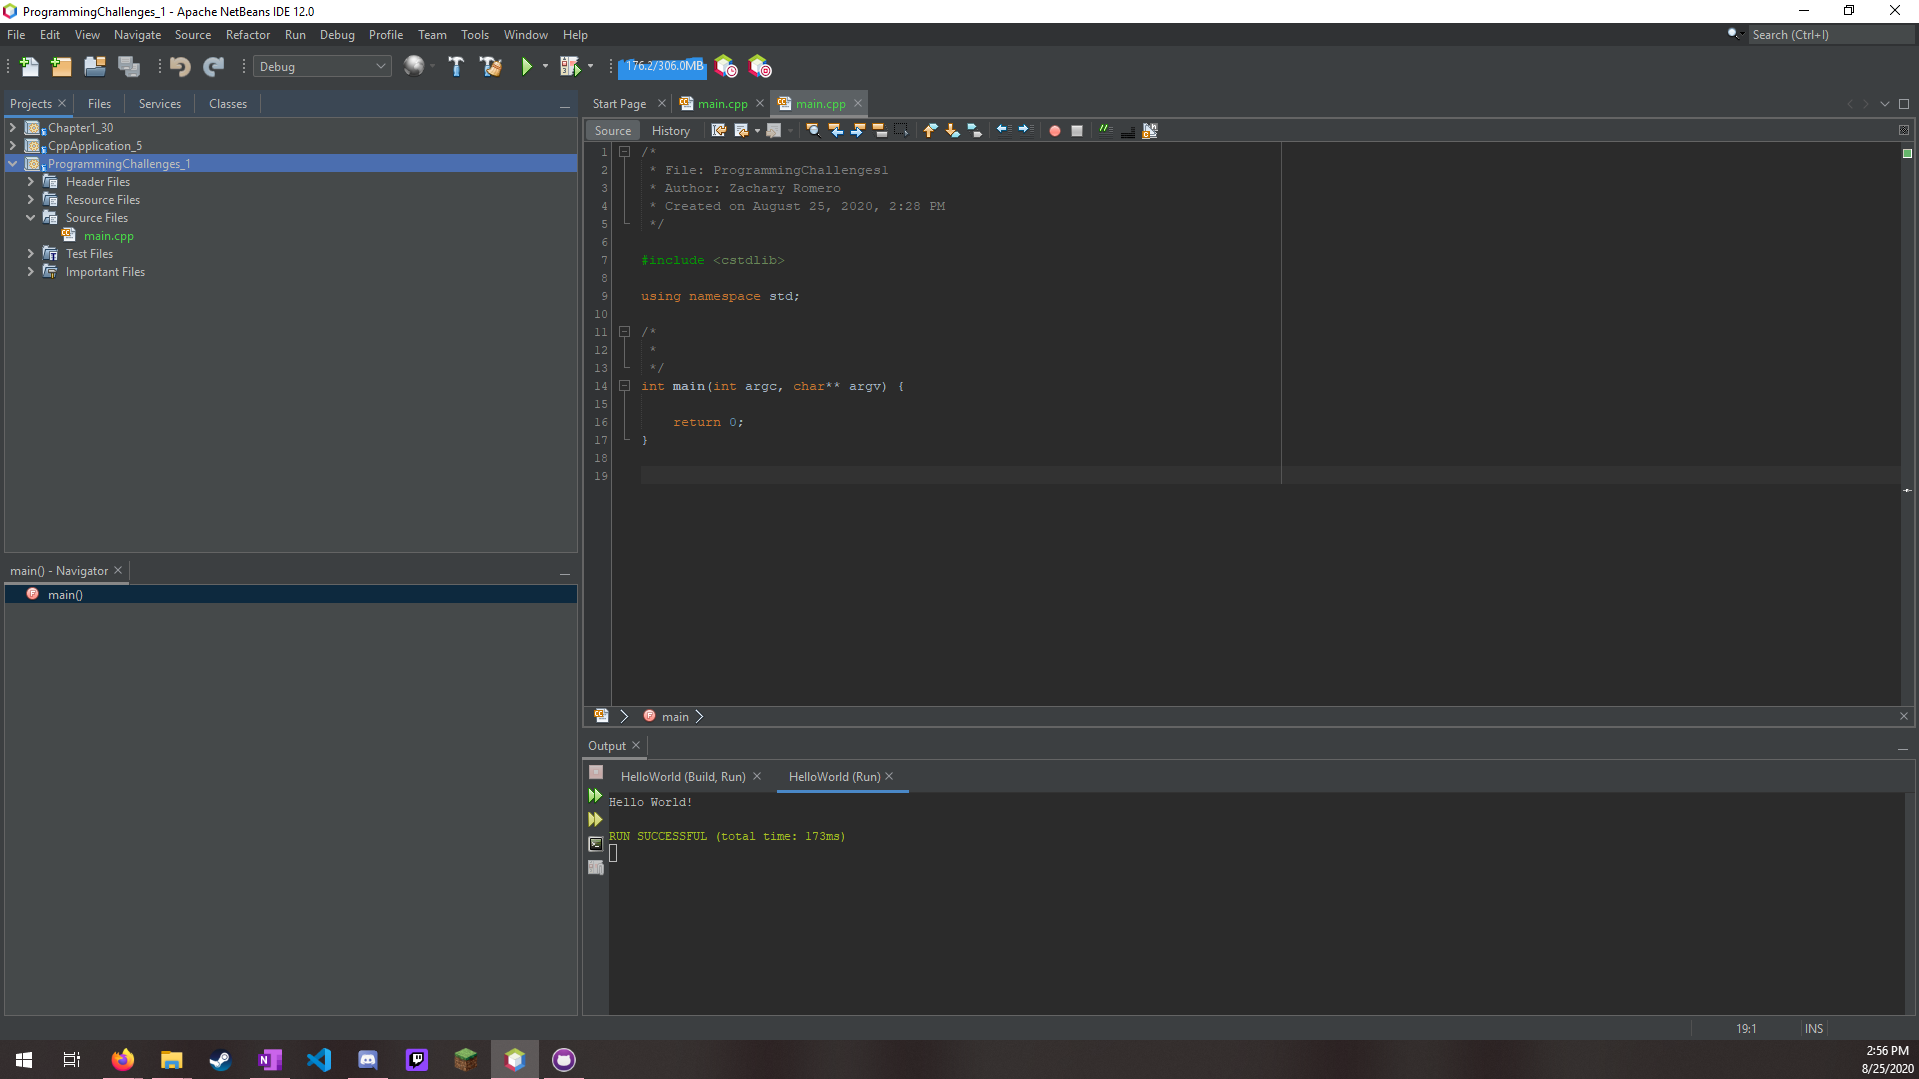 ProgrammingChallenges_1 - Apache NetBeans IDE 12.0
File Edit View Navigate Source Refactor Run Debug Profile Team Tools Window Help
Search (Ctrl+I)
Debug
176.2/306.0MB
Projects Files Services Classes
Chapter1_30
CppApplication_5
ProgrammingChallenges_1
Header Files
Resource Files
Source Files
main.cpp
Test Files
Important Files
main() - Navigator
main()
Start Page main.cpp main.cpp
Source History
1 /*
2 * File: ProgrammingChallenges1
3 * Author: Zachary Romero
4 * Created on August 25, 2020, 2:28 PM
5 */
6
7 #include <cstdlib>
8
9 using namespace std;
10
11 /*
12 *
13 */
14 int main(int argc, char** argv) {
15
16 return 0;
17 }
18
19
main
Output
HelloWorld (Build, Run) HelloWorld (Run)
Hello World!
RUN SUCCESSFUL (total time: 173ms)
19:1 INS
2:56 PM
8/25/2020